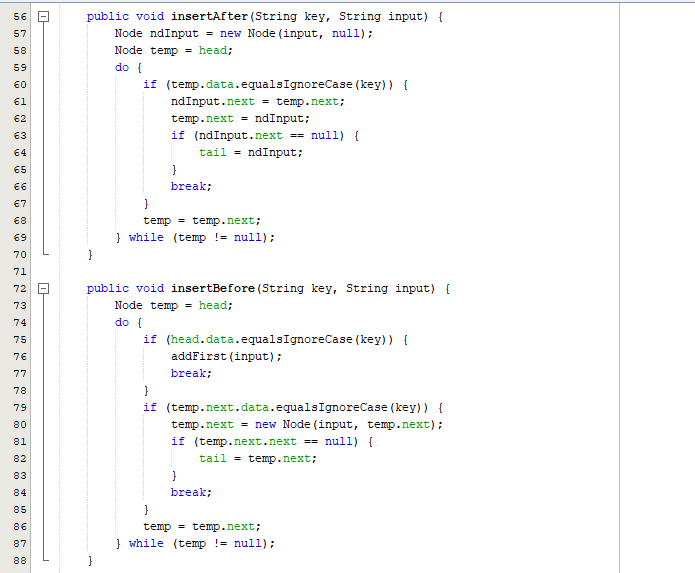 56 public void insertAfter(String key, String input) {
57 Node ndInput = new Node(input, null);
58 Node temp = head;
59 do {
60 if (temp.data.equalsIgnoreCase(key)) {
61 ndInput.next = temp.next;
62 temp.next = ndInput;
63 if (ndInput.next == null) {
64 tail = ndInput;
65 }
66 break;
67 }
68 temp = temp.next;
69 } while (temp != null);
70 }
71
72 public void insertBefore(String key, String input) {
73 Node temp = head;
74 do {
75 if (head.data.equalsIgnoreCase(key)) {
76 addFirst(input);
77 break;
78 }
79 if (temp.next.data.equalsIgnoreCase(key)) {
80 temp.next = new Node(input, temp.next);
81 if (temp.next.next == null) {
82 tail = temp.next;
83 }
84 break;
85 }
86 temp = temp.next;
87 } while (temp != null);
88 }